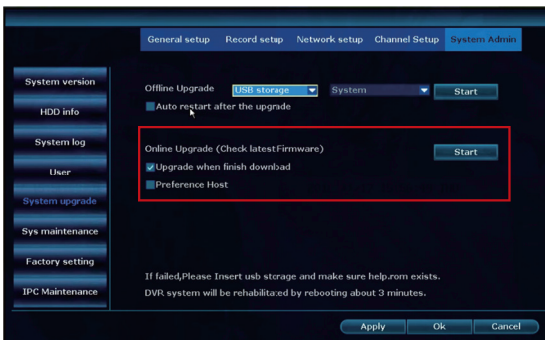 General setup Record setup Network setup Channel Setup System Admin
System version
HDD info
System log
User
System upgrade
Sys maintenance
Factory setting
IPC Maintenance
Offline Upgrade USB storage System Start
Auto restart after the upgrade
Online Upgrade (Check latestFirmware) Start
Upgrade when finish download
Preference Host
If failed,Please Insert usb storage and make sure help.rom exists.
DVR system will be rehabilitated by rebooting about 3 minutes.
Apply Ok Cancel